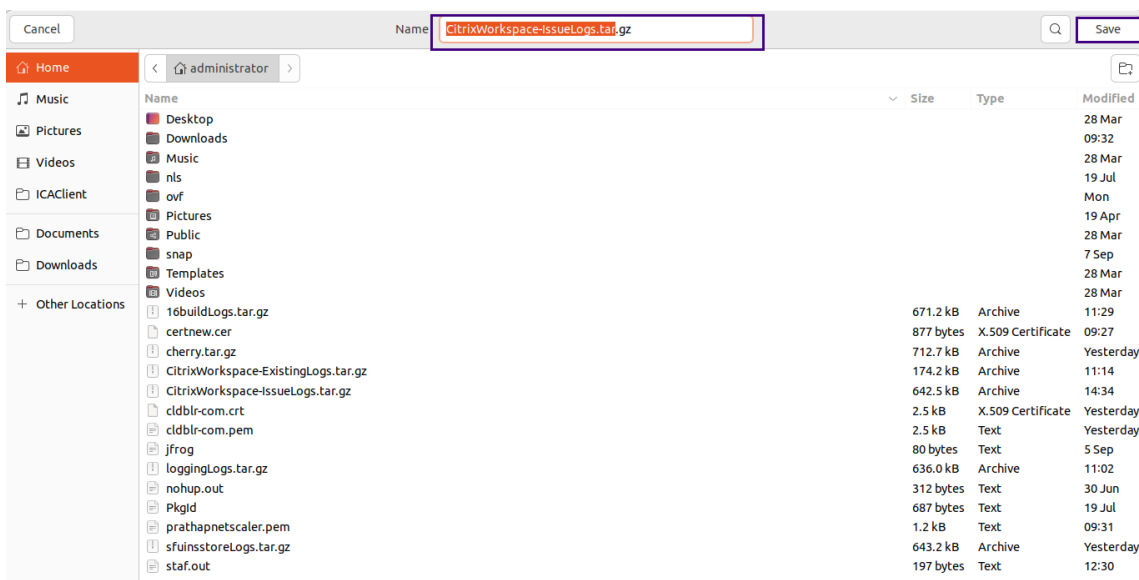 Cancel Name CitrixWorkspace-IssueLogs.tar.gz Save
Home administrator
Music Name Size Type Modified
Desktop 28 Mar
Pictures Downloads 09:32
Music 28 Mar
Videos nls 19 Jul
ICAClient ovf Mon
Pictures 19 Apr
Documents Public 28 Mar
snap 7 Sep
Downloads Templates 28 Mar
Videos 28 Mar
+ Other Locations 16buildLogs.tar.gz 671.2 kB Archive 11:29
certnew.cer 877 bytes X.509 Certificate 09:27
cherry.tar.gz 712.7 kB Archive Yesterday
CitrixWorkspace-ExistingLogs.tar.gz 174.2 kB Archive 11:14
CitrixWorkspace-IssueLogs.tar.gz 642.5 kB Archive 14:34
cldblr-com.crt 2.5 kB X.509 Certificate Yesterday
cldblr-com.pem 2.5 kB Text Yesterday
jfrog 80 bytes Text 5 Sep
loggingLogs.tar.gz 636.0 kB Archive 11:02
nohup.out 312 bytes Text 30 Jun
PkgId 687 bytes Text 19 Jul
prathapnetscaler.pem 1.2 kB Text 09:31
sfuinsstoreLogs.tar.gz 643.2 kB Archive Yesterday
staf.out 197 bytes Text 12:30